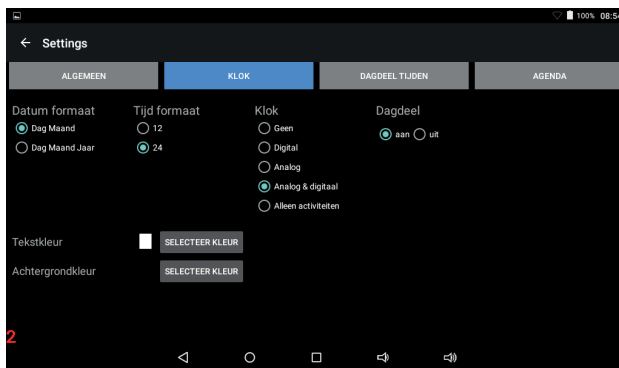 100% 08:54
Settings
ALGEMEEN KLOK DAGDEEL TIJDEN AGENDA
Datum formaat Tijd formaat Klok Dagdeel
Dag Maand 12 Geen aan uit
Dag Maand Jaar 24 Digital
Analog
Analog & digitaal
Alleen activiteiten
Tekstkleur SELECTEER KLEUR
Achtergrondkleur SELECTEER KLEUR
2